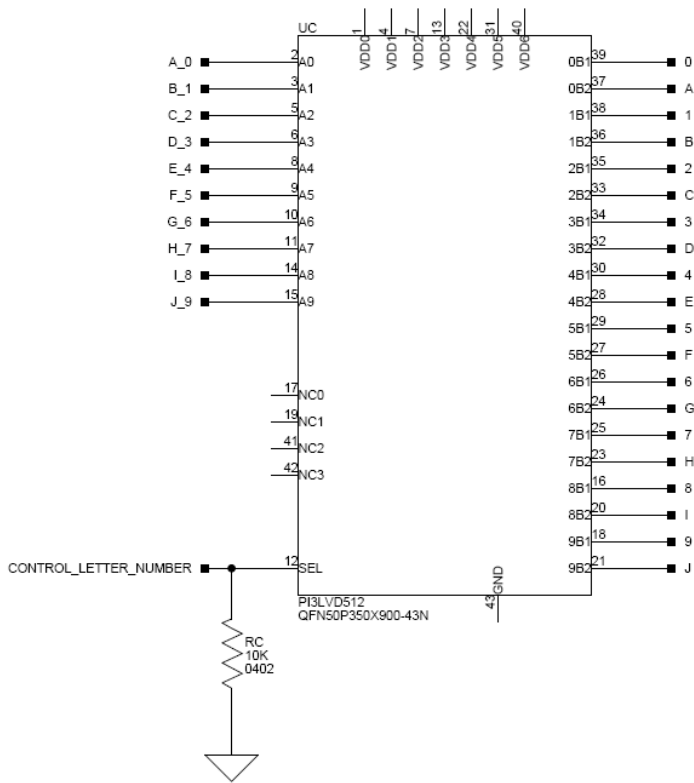 UC
1 4 7 13 22 31 40
VDD0 VDD1 VDD2 VDD3 VDD4 VDD5 VDD6
A_0 2 A0 0B1 39 0
B_1 3 A1 0B2 37 A
C_2 5 A2 1B1 38 1
D_3 6 A3 1B2 36 B
E_4 8 A4 2B1 35 2
F_5 9 A5 2B2 33 C
G_6 10 A6 3B1 34 3
H_7 11 A7 3B2 32 D
I_8 14 A8 4B1 30 4
J_9 15 A9 4B2 28 E
5B1 29 5
5B2 27 F
17 NC0 6B1 26 6
19 NC1 6B2 24 G
41 NC2 7B1 25 7
42 NC3 7B2 23 H
8B1 16 8
8B2 20 I
9B1 18 9
CONTROL_LETTER_NUMBER 12 SEL 9B2 21 J
43 GND
PI3LVD512
QFN50P350X900-43N
RC
10K
0402